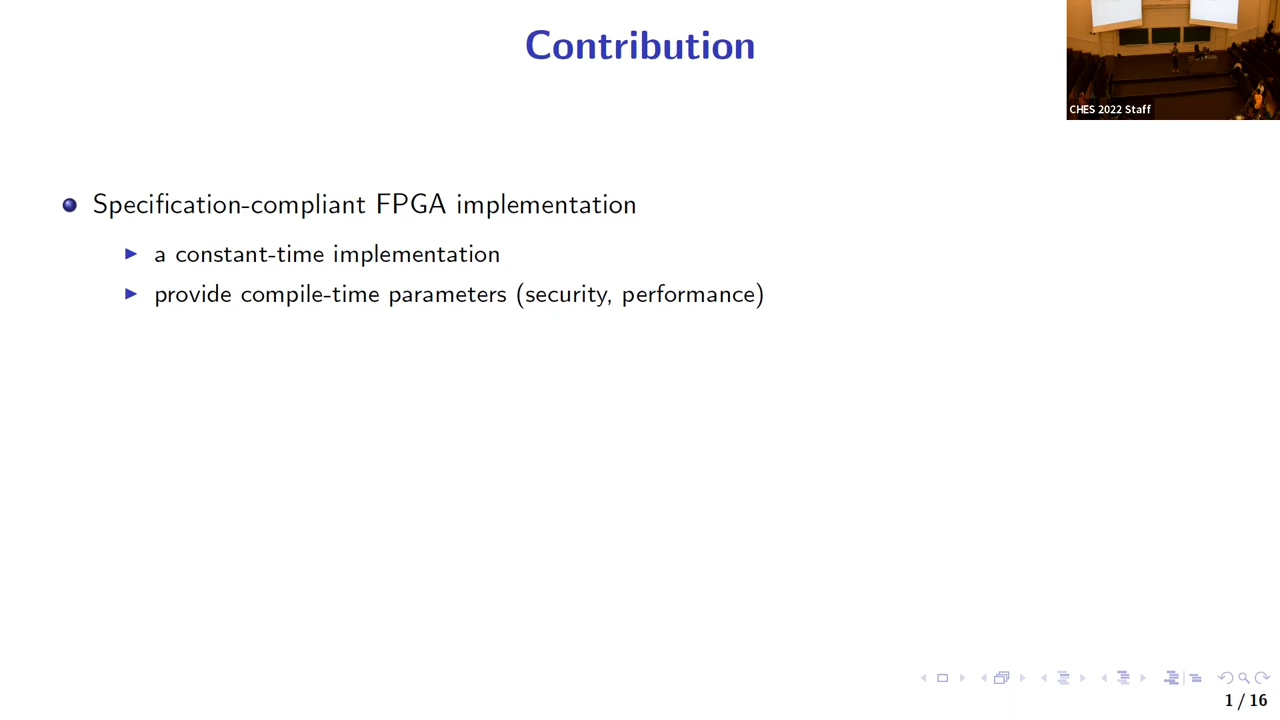 Contribution
CHES 2022 Staff
Specification-compliant FPGA implementation
a constant-time implementation
provide compile-time parameters (security, performance)
1 / 16